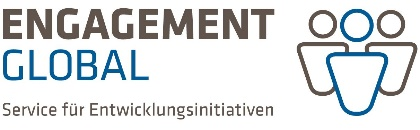 ENGAGEMENT
GLOBAL
Service für Entwicklungsinitiativen